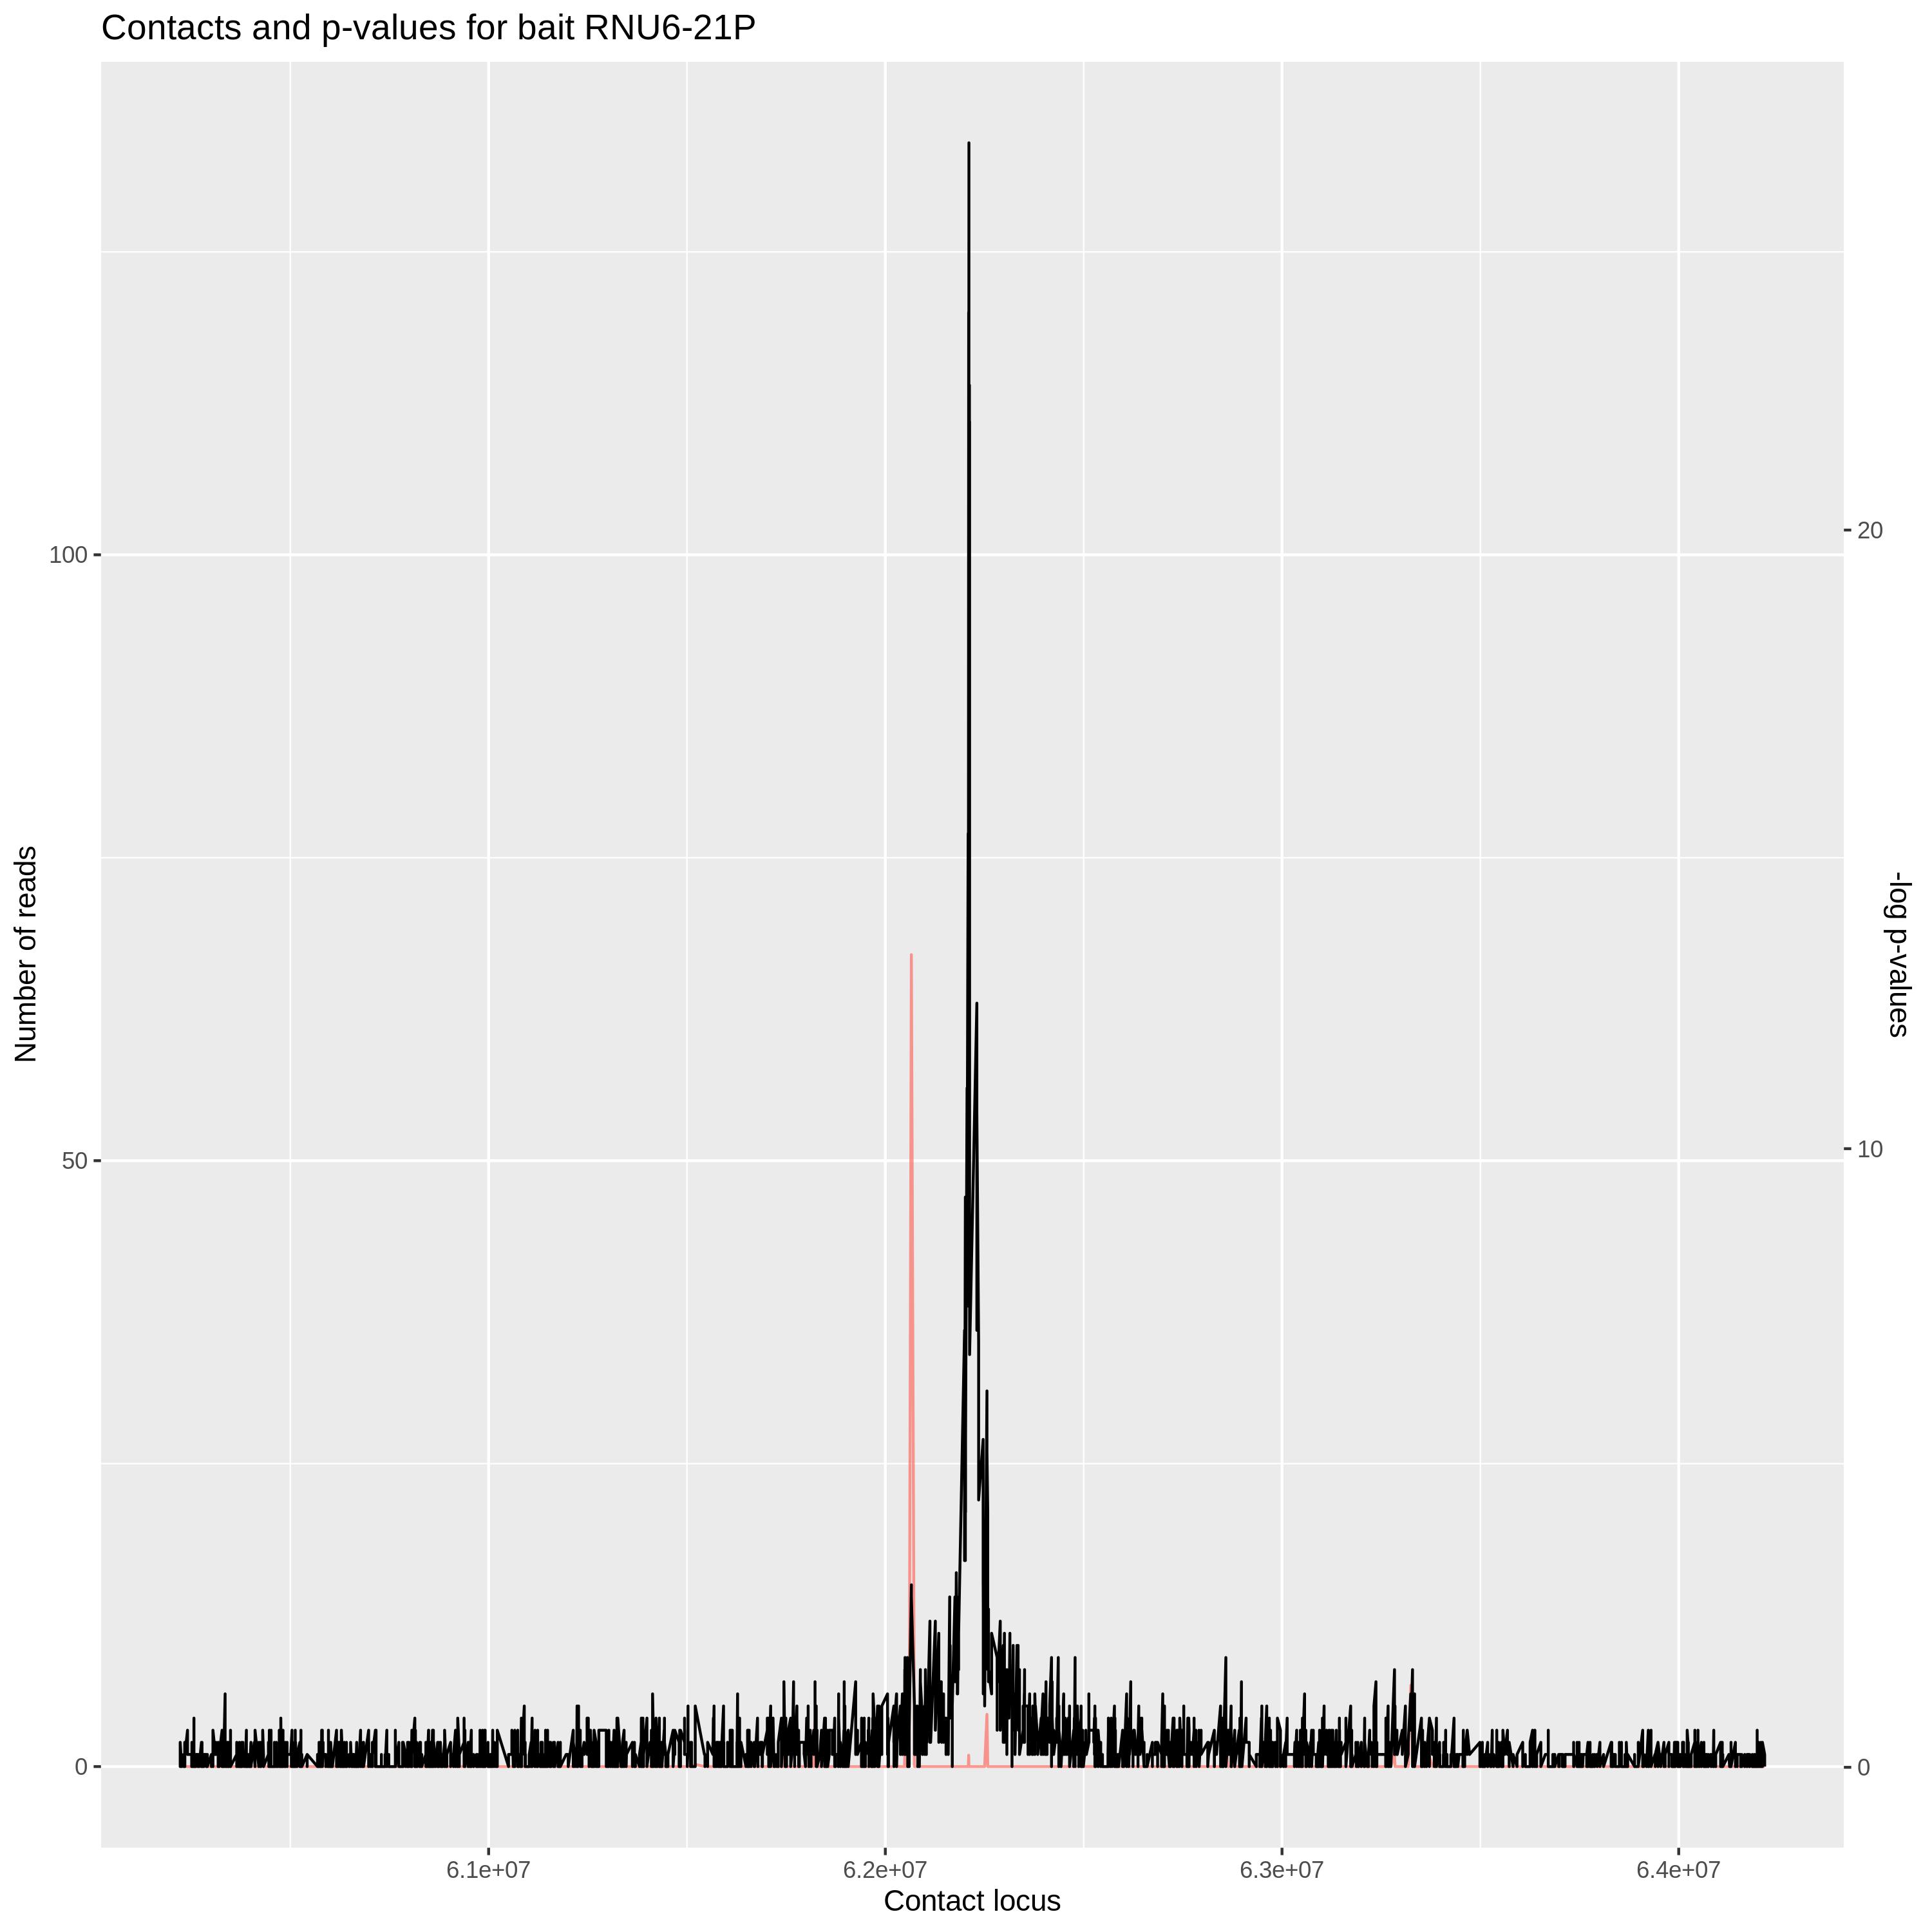 Contacts and p-values for bait RNU6-21P
Number of reads
100
50
0
20
10
0
-log p-values
6.1e+07
6.2e+07
6.3e+07
6.4e+07
Contact locus